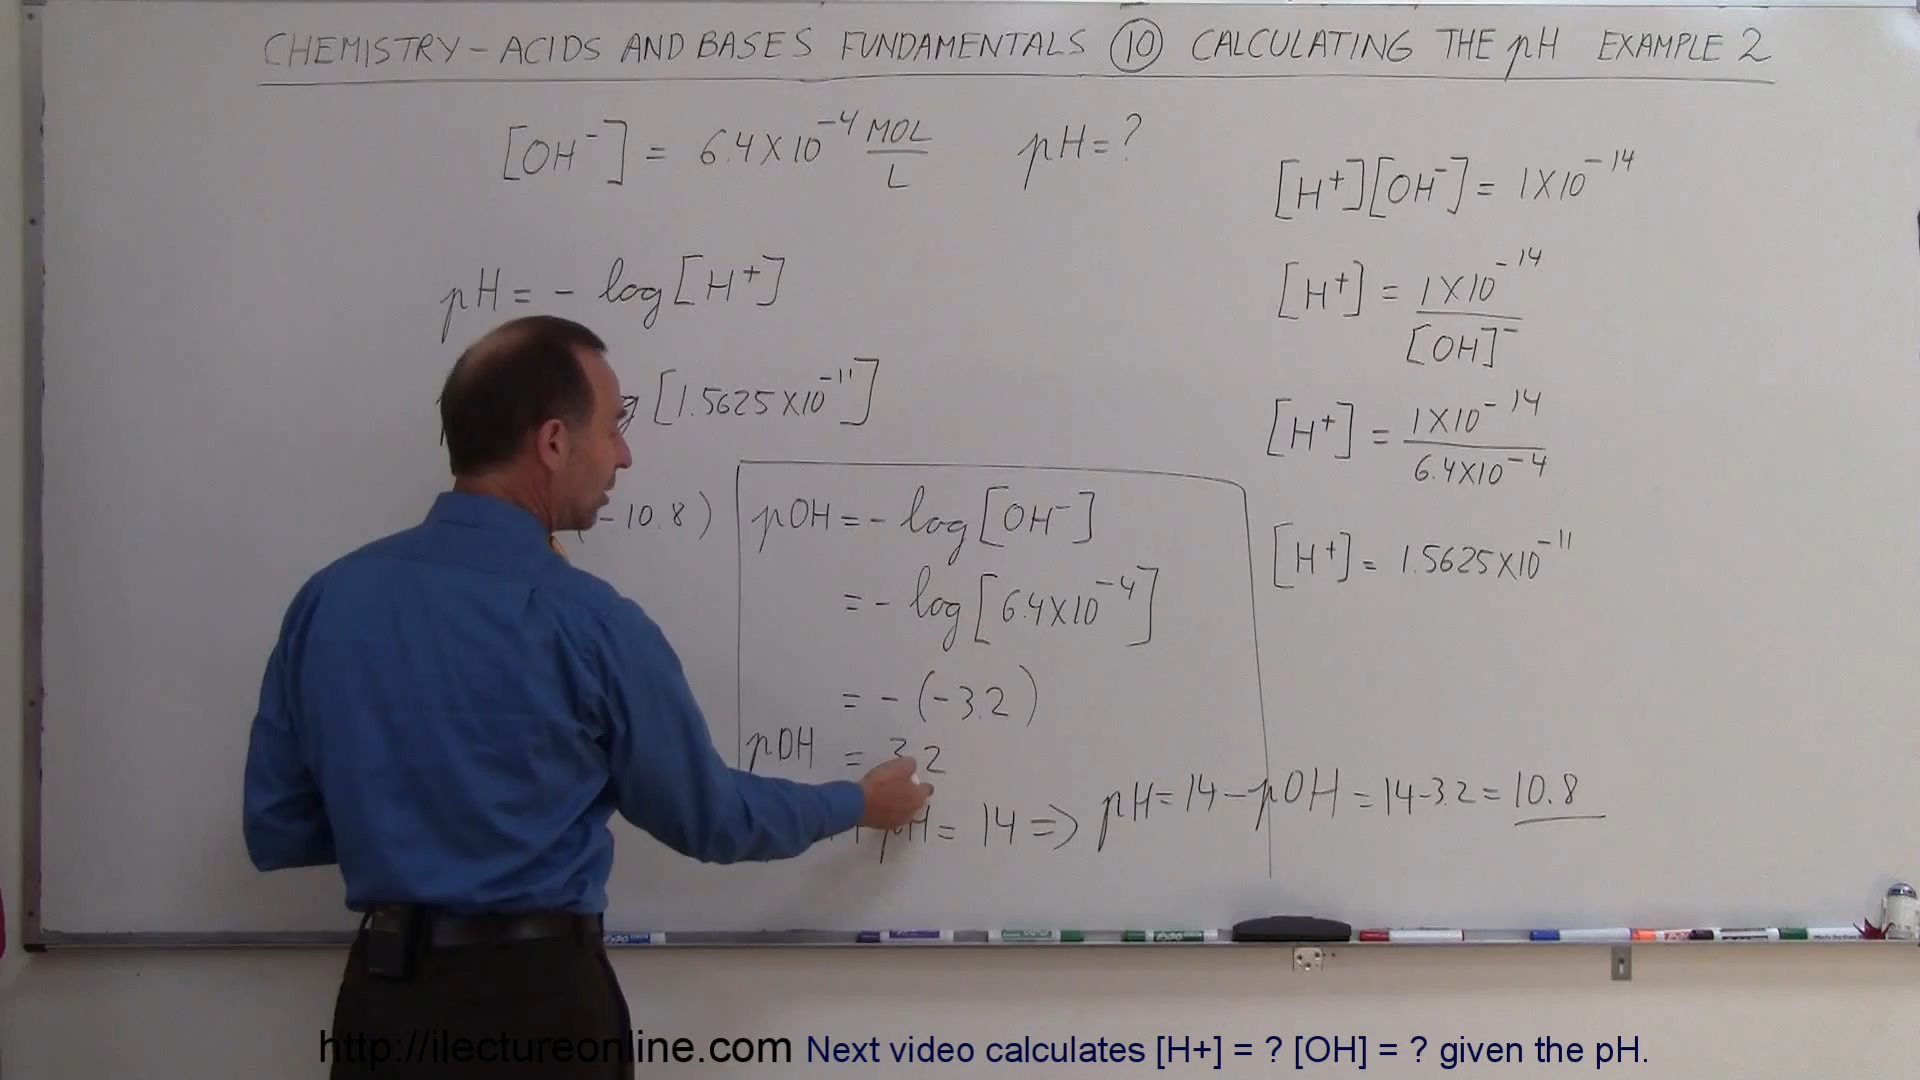 CHEMISTRY - ACIDS AND BASES FUNDAMENTALS ⑩ CALCULATING THE pH EXAMPLE 2
[OH⁻] = 6.4 X 10⁻⁴ MOL/L pH = ?
pH = - log [H⁺]
g [1.5625 X 10⁻¹¹]
(-10.8)
pOH = - log [OH⁻]
= - log [6.4 X 10⁻⁴]
= - (-3.2)
pOH = 3.2
pH = 14 ⇒ pH = 14 - pOH = 14 - 3.2 = 10.8
[H⁺][OH⁻] = 1 X 10⁻¹⁴
[H⁺] = 1 X 10⁻¹⁴ / [OH]⁻
[H⁺] = 1 X 10⁻¹⁴ / 6.4 X 10⁻⁴
[H⁺] = 1.5625 X 10⁻¹¹
http://ilectureonline.com Next video calculates [H+] = ? [OH] = ? given the pH.